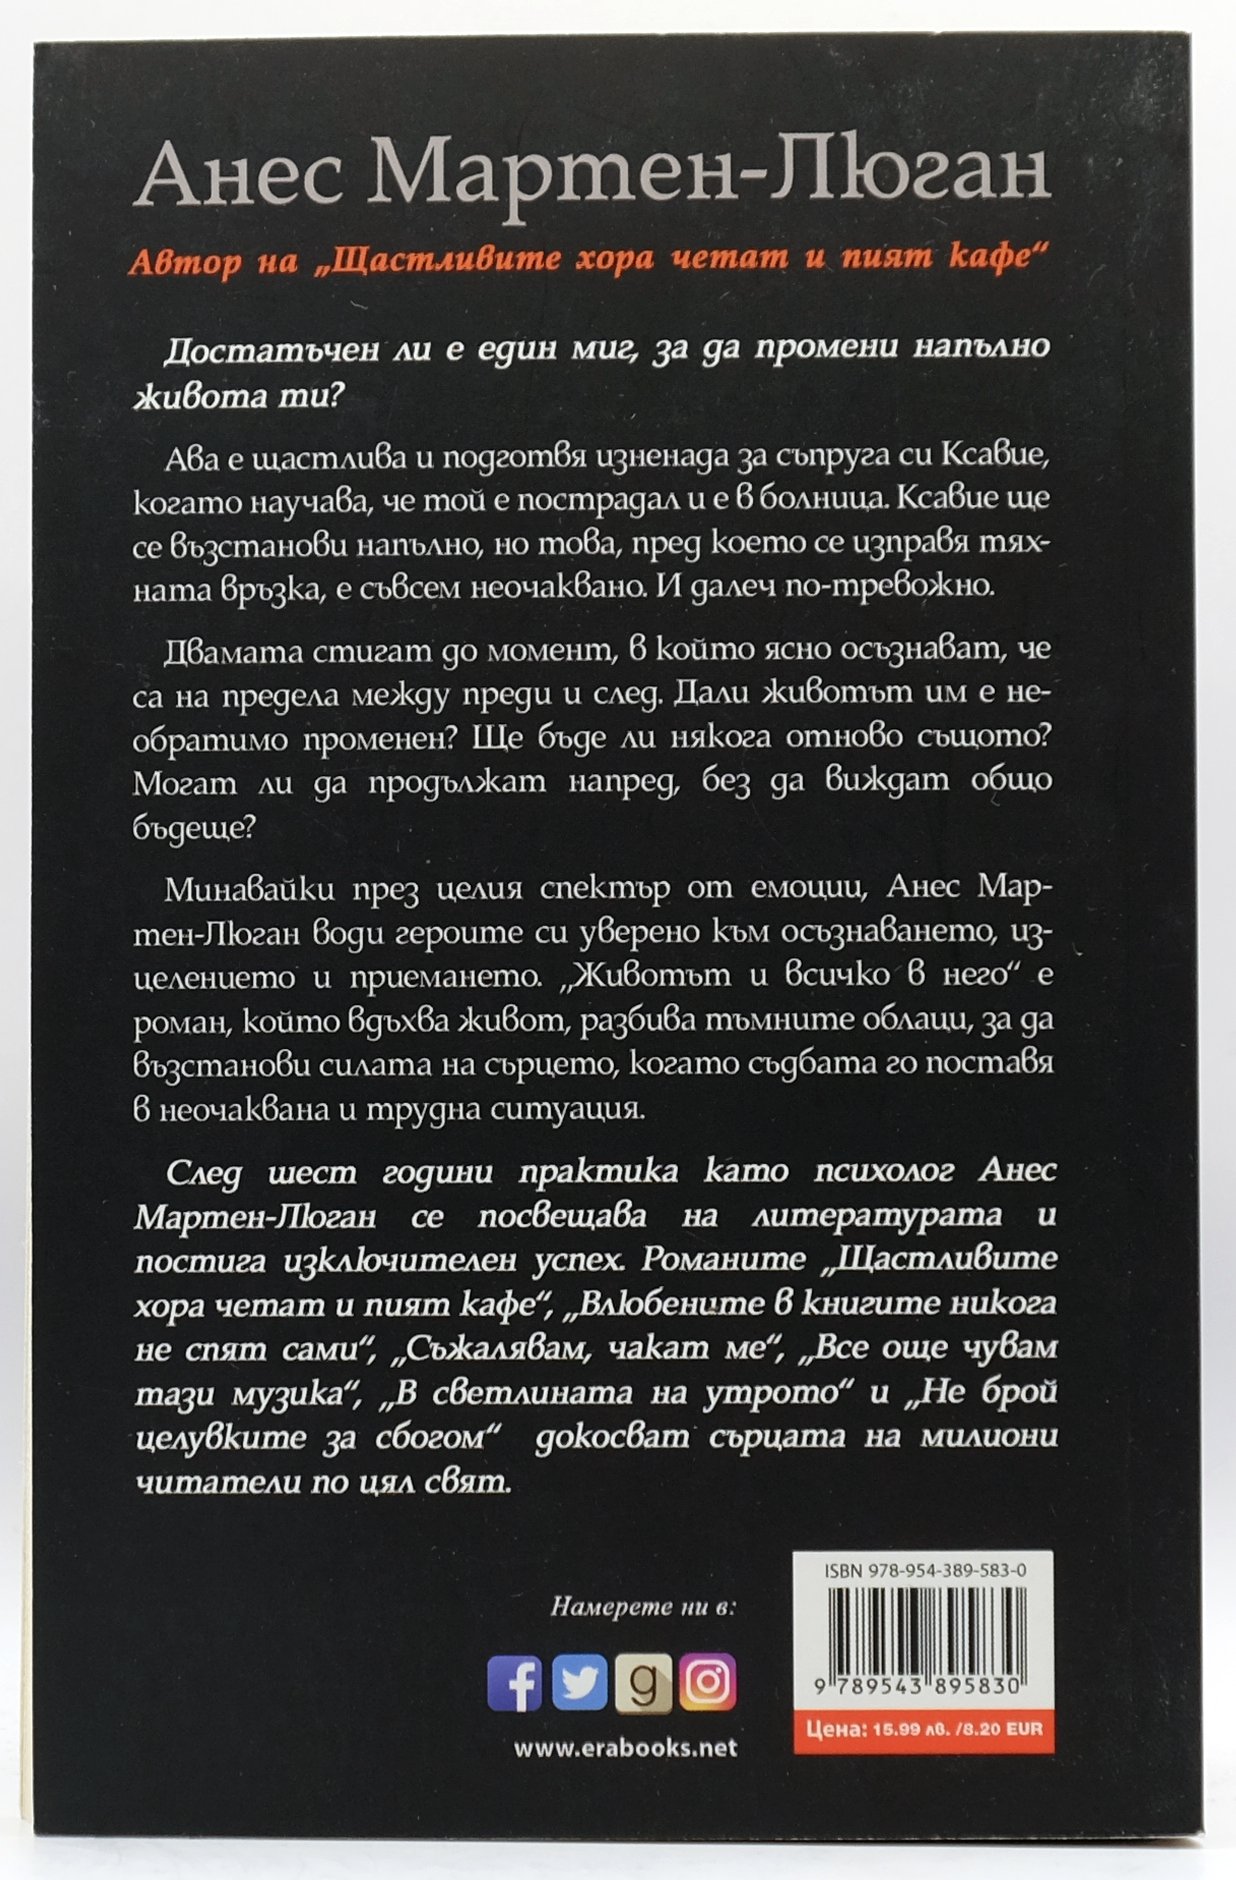 Анес Мартен-Люган
Автор на „Щастливите хора четат и пият кафе“
Достатъчен ли е един миг, за да промени напълно
живота ти?
Ава е щастлива и подготвя изненада за съпруга си Ксавие,
когато научава, че той е пострадал и е в болница. Ксавие ще
се възстанови напълно, но това, пред което се изправя тях-
ната връзка, е съвсем неочаквано. И далеч по-тревожно.
Двамата стигат до момент, в който ясно осъзнават, че
са на предела между преди и след. Дали животът им е не-
обратимо променен? Ще бъде ли някога отново същото?
Могат ли да продължат напред, без да виждат общо
бъдеще?
Минавайки през целия спектър от емоции, Анес Мар-
тен-Люган води героите си уверено към осъзнаването, из-
целението и приемането. „Животът и всичко в него“ е
роман, който вдъхва живот, разбива тъмните облаци, за да
възстанови силата на сърцето, когато съдбата го поставя
в неочаквана и трудна ситуация.
След шест години практика като психолог Анес
Мартен-Люган се посвещава на литературата и
постига изключителен успех. Романите „Щастливите
хора четат и пият кафе“, „Влюбените в книгите никога
не спят сами“, „Съжалявам, чакат ме“, „Все още чувам
тази музика“, „В светлината на утрото“ и „Не брой
целувките за сбогом“ докосват сърцата на милиони
читатели по цял свят.
ISBN 978-954-389-583-0
Намерете ни в:
9 789543 895830
Цена: 15.99 лв. /8.20 EUR
www.erabooks.net